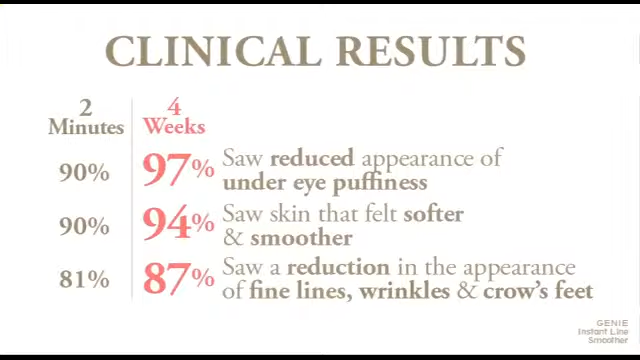 CLINICAL RESULTS
2 Minutes
4 Weeks
90% 97% Saw reduced appearance of
under eye puffiness
90% 94% Saw skin that felt softer
& smoother
81% 87% Saw a reduction in the appearance
of fine lines, wrinkles & crow's feet
GENIE
Instant Line
Smoother